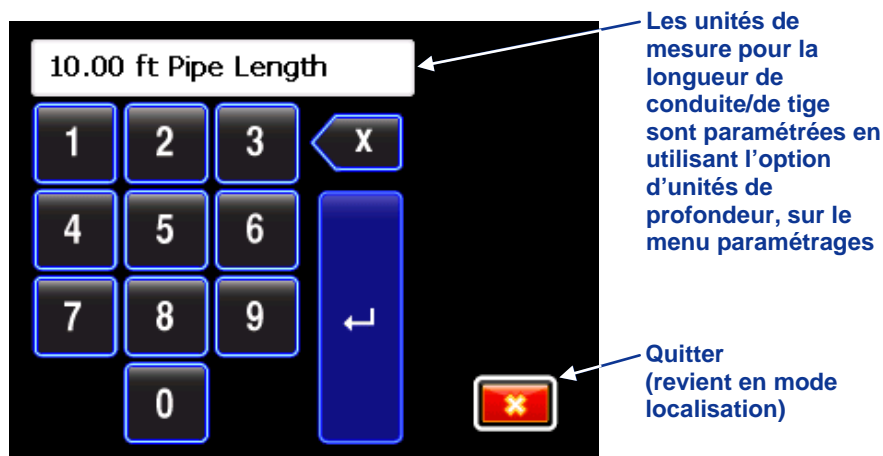 10.00 ft Pipe Length
1 2 3 X
4 5 6
7 8 9
0
Les unités de
mesure pour la
longueur de
conduite/de tige
sont paramétrées en
utilisant l’option
d’unités de
profondeur, sur le
menu paramétrages
Quitter
(revient en mode
localisation)